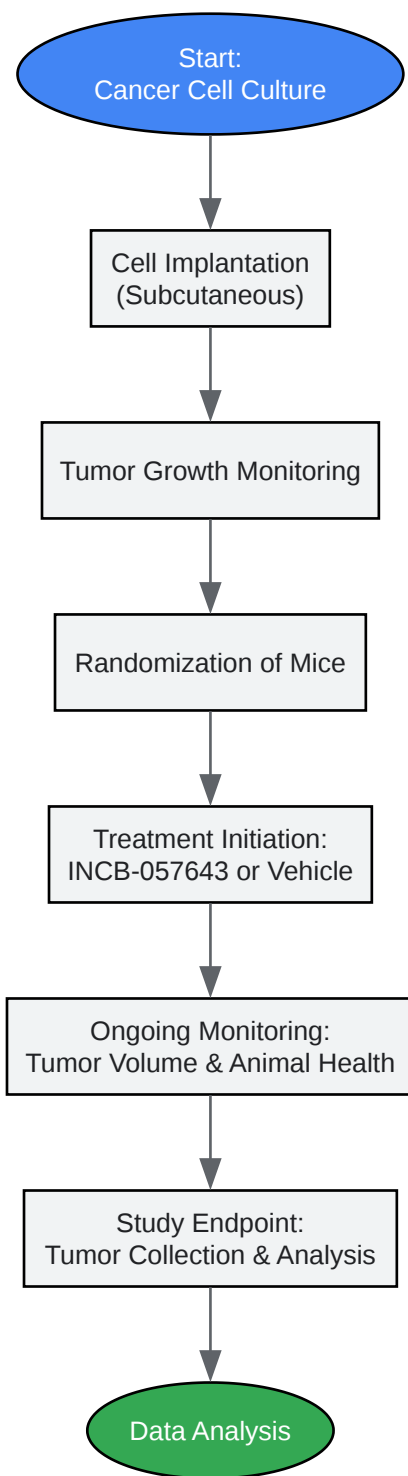 Start:
Cancer Cell Culture
Cell Implantation
(Subcutaneous)
Tumor Growth Monitoring
Randomization of Mice
Treatment Initiation:
INCB-057643 or Vehicle
Ongoing Monitoring:
Tumor Volume & Animal Health
Study Endpoint:
Tumor Collection & Analysis
Data Analysis